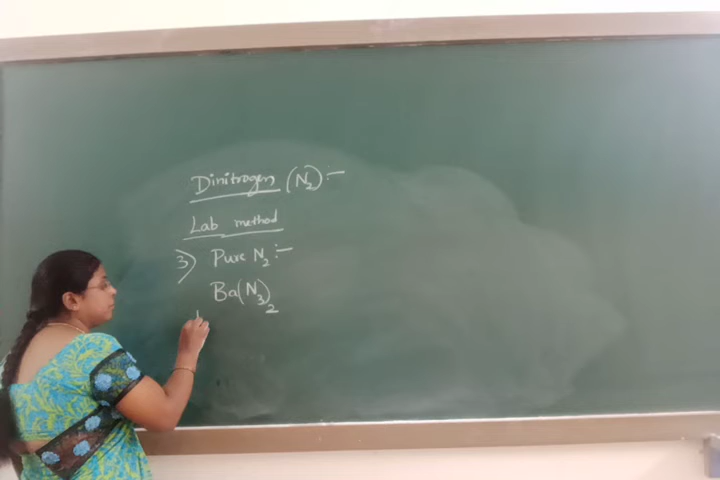 Dinitrogen (N₂):-
Lab method
3) Pure N₂:-
Ba(N₃)₂